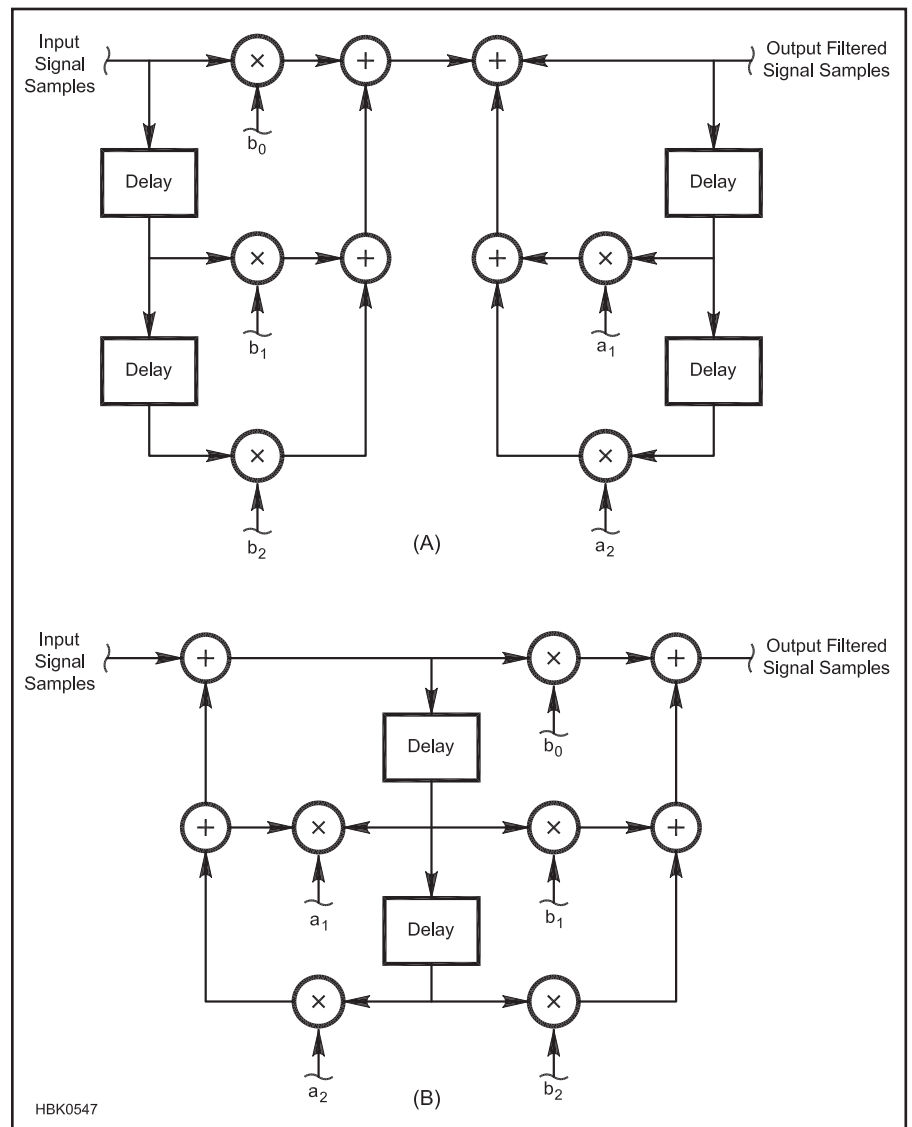 Input
Signal
Samples
×
+
+
Output Filtered
Signal Samples
b0
Delay
Delay
×
+
+
×
b1
a1
Delay
Delay
×
×
b2
a2
(A)
Input
Signal
Samples
+
×
+
Output Filtered
Signal Samples
Delay
b0
+
×
×
+
a1
b1
Delay
×
×
a2
b2
(B)
HBK0547